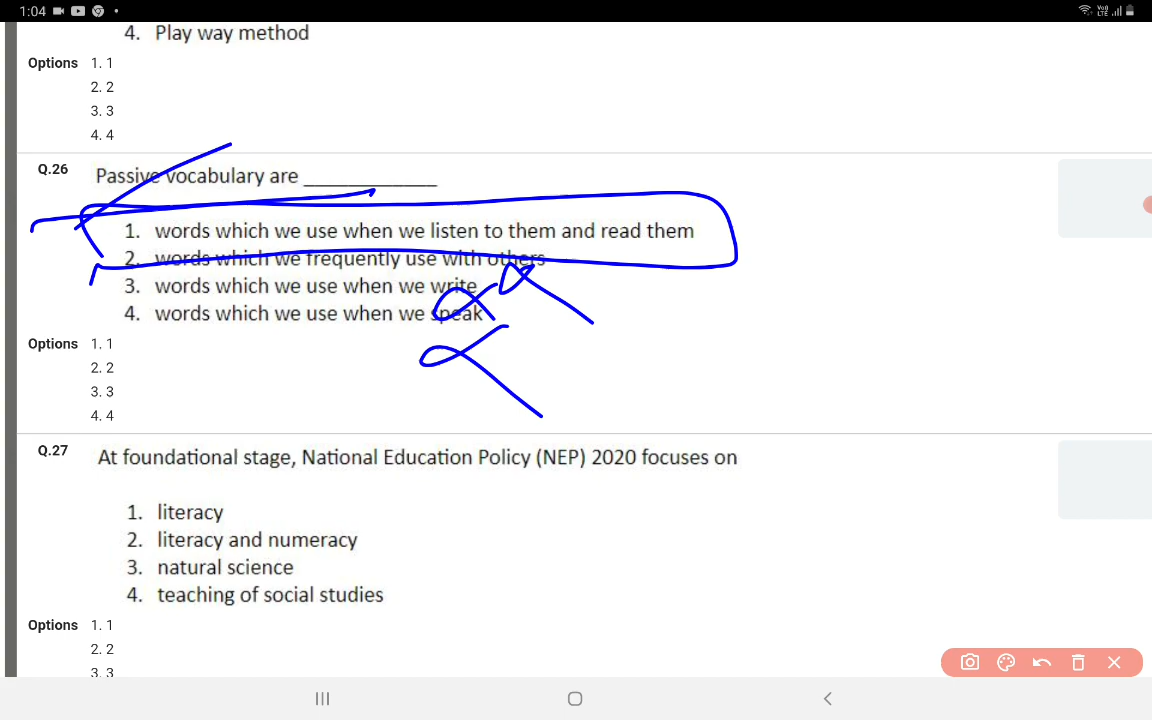 1:04
Vo)) LTE
4. Play way method
Options 1. 1
2. 2
3. 3
4. 4
Q.26 Passive vocabulary are ____________
1. words which we use when we listen to them and read them
2. words which we frequently use with others
3. words which we use when we write
4. words which we use when we speak
Options 1. 1
2. 2
3. 3
4. 4
Q.27 At foundational stage, National Education Policy (NEP) 2020 focuses on
1. literacy
2. literacy and numeracy
3. natural science
4. teaching of social studies
Options 1. 1
2. 2
3. 3